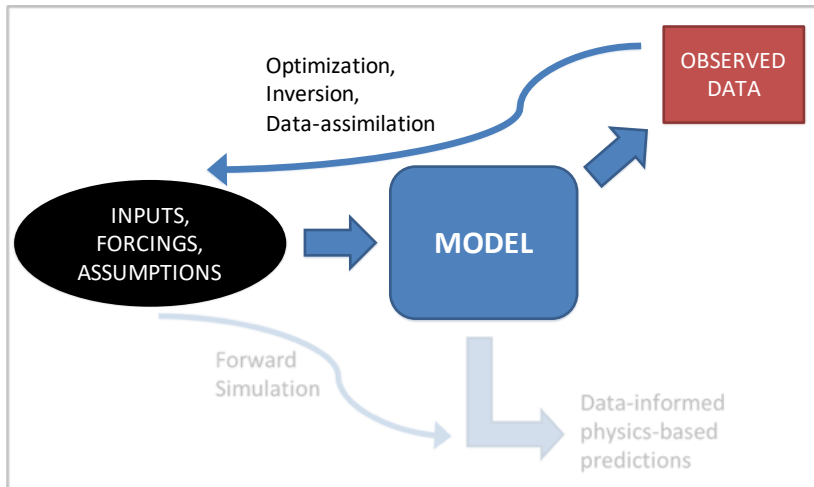 Optimization,
Inversion,
Data-assimilation
OBSERVED
DATA
INPUTS,
FORCINGS,
ASSUMPTIONS
MODEL
Forward
Simulation
Data-informed
physics-based
predictions